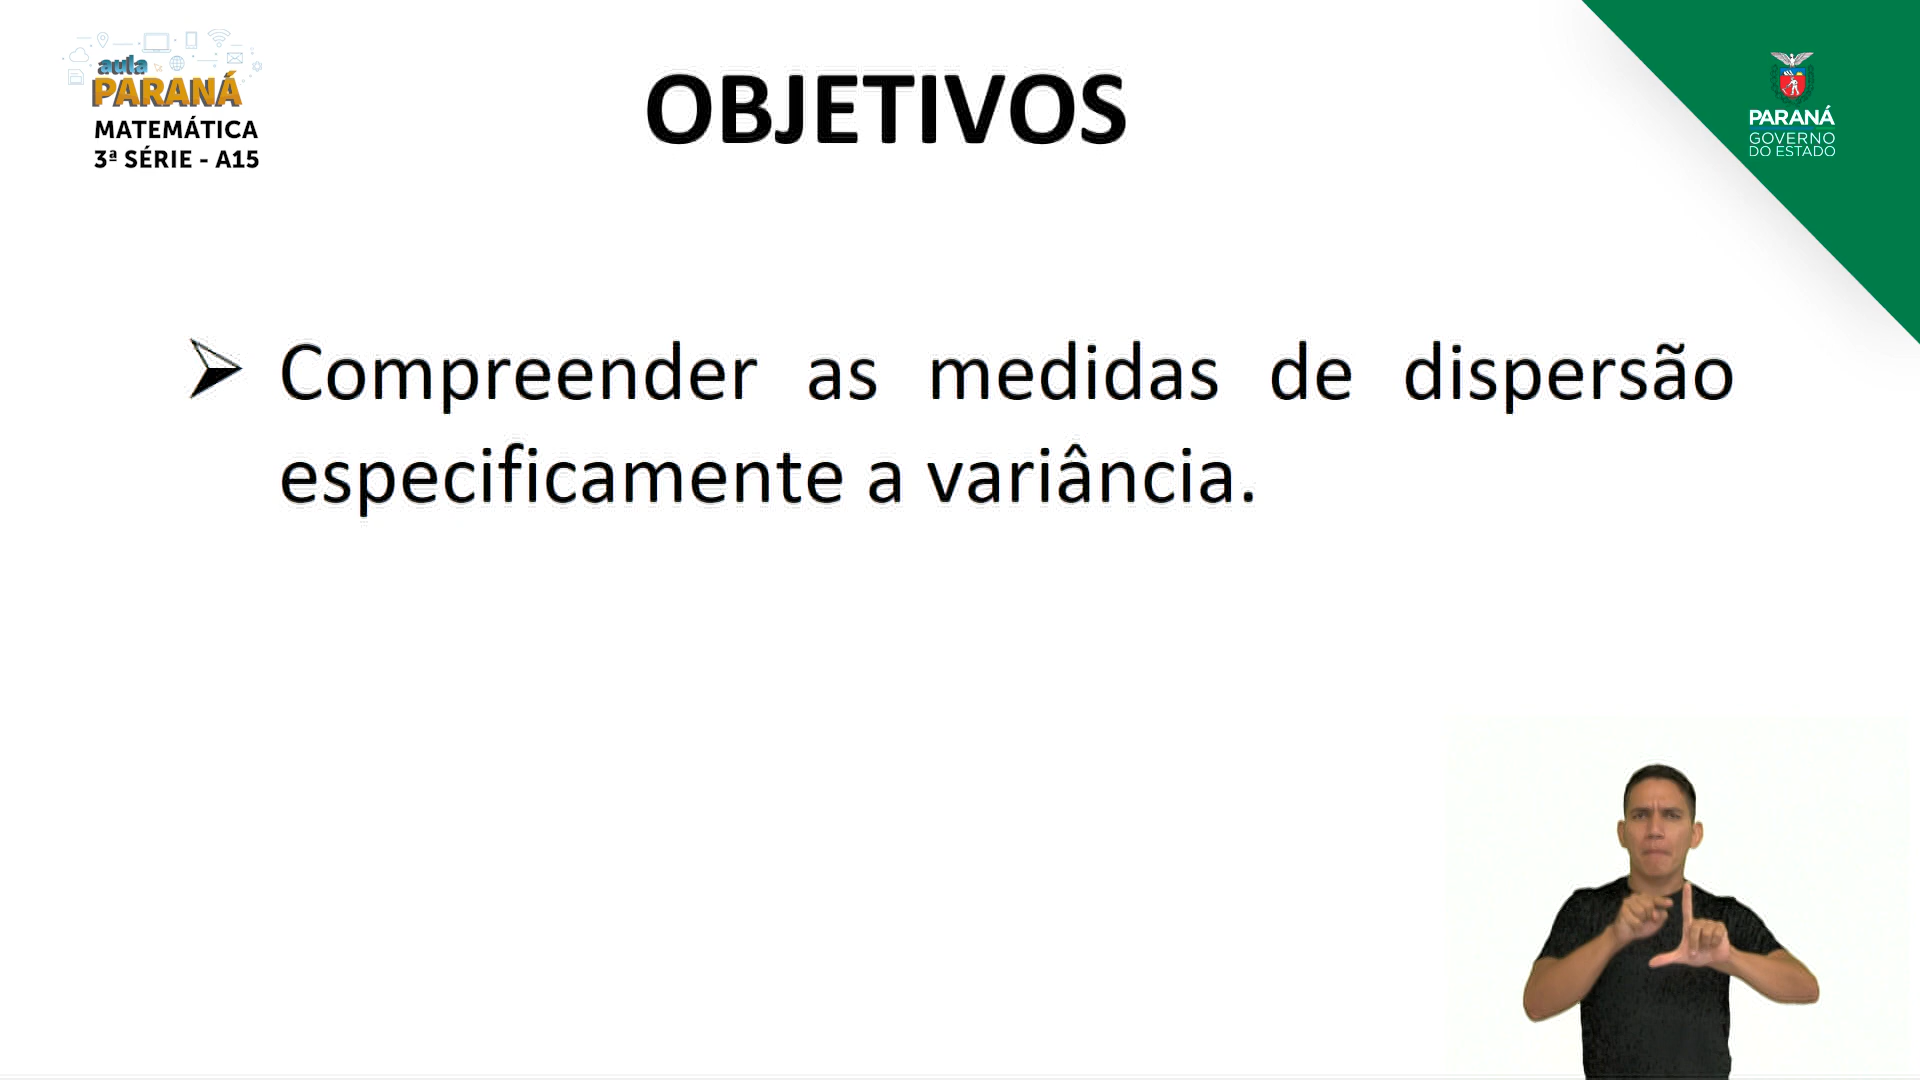 aula
PARANÁ
MATEMÁTICA
3ª SÉRIE - A15
OBJETIVOS
PARANÁ
GOVERNO
DO ESTADO
➢ Compreender as medidas de dispersão
especificamente a variância.